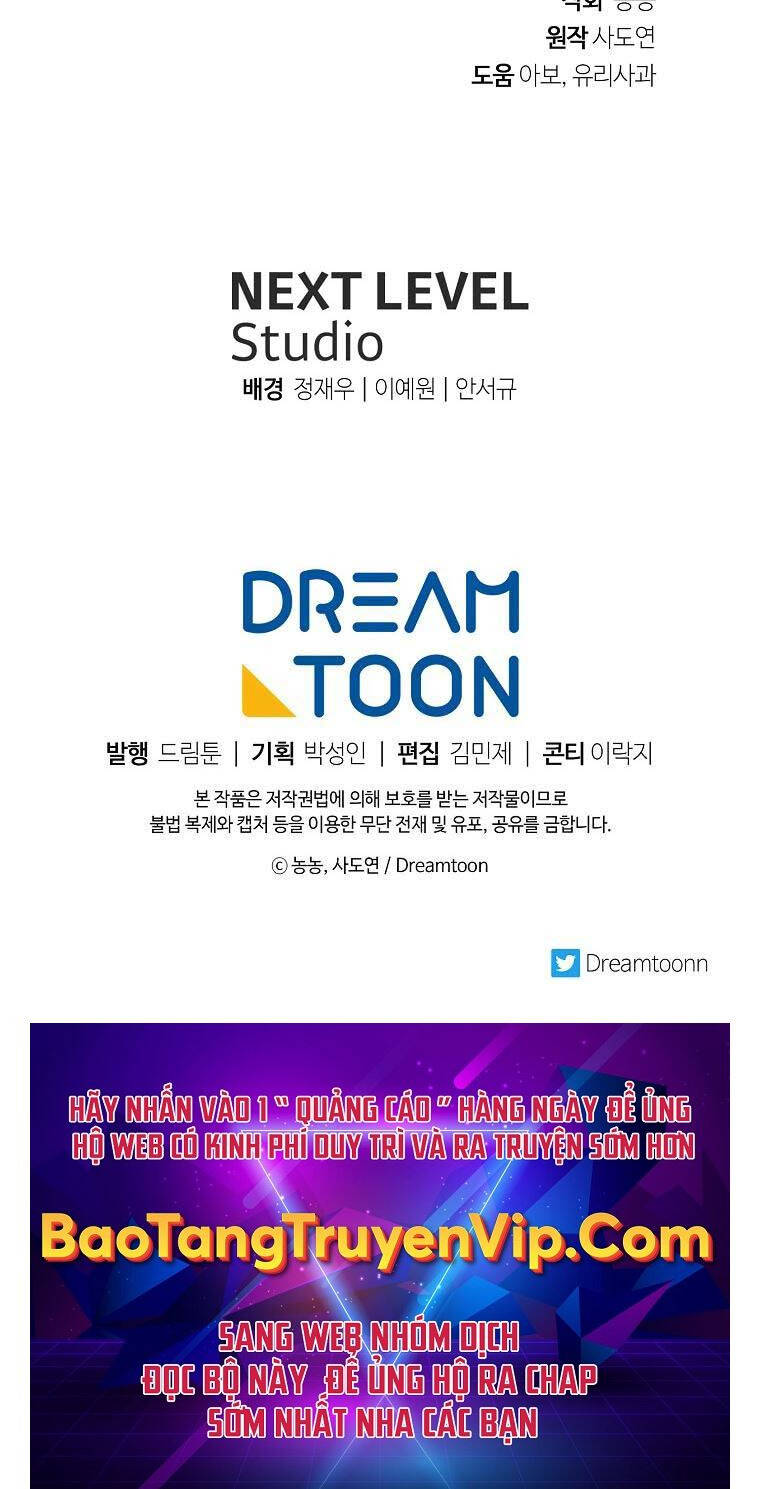 원작 사도연
도움 아보, 유리사과
NEXT LEVEL
Studio
배경 정재우 | 이예원 | 안서규
DREAM
TOON
발행 드림툰 | 기획 박성인 | 편집 김민제 | 콘티 이락지
본 작품은 저작권법에 의해 보호를 받는 저작물이므로
불법 복제와 캡처 등을 이용한 무단 전재 및 유포, 공유를 금합니다.
ⓒ 농농, 사도연 / Dreamtoon
Dreamtoonn
HÃY NHẤN VÀO 1 " QUẢNG CÁO " HÀNG NGÀY ĐỂ ỦNG
HỘ WEB CÓ KINH PHÍ DUY TRÌ VÀ RA TRUYỆN SỚM HƠN
BaoTangTruyenVip.Com
SANG WEB NHÓM DỊCH
ĐỌC BỘ NÀY ĐỂ ỦNG HỘ RA CHAP
SỚM NHẤT NHA CÁC BẠN